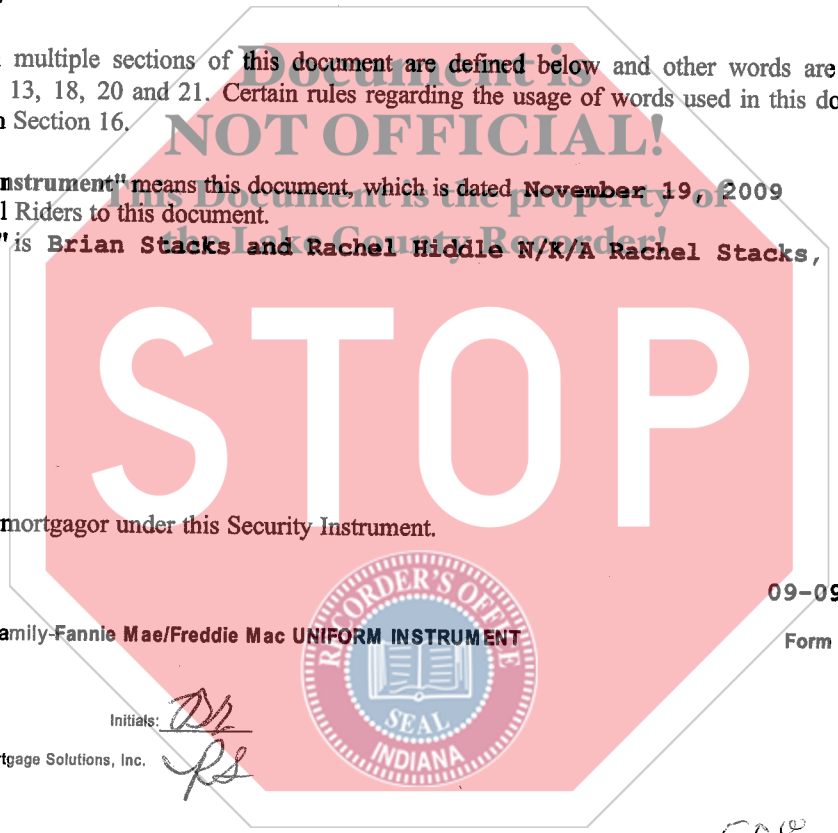 multiple sections of this document are defined below and other words are
13, 18, 20 and 21. Certain rules regarding the usage of words used in this do
Section 16.
Document is
NOT OFFICIAL!
This Document is the property of
the Lake County Recorder!
nstrument" means this document, which is dated November 19, 2009
l Riders to this document.
" is Brian Stacks and Rachel Hiddle N/K/A Rachel Stacks,
STOP
mortgagor under this Security Instrument.
09-09
amily-Fannie Mae/Freddie Mac UNIFORM INSTRUMENT
Form
RECORDER'S OFFICE
SEAL
INDIANA
Initials:
RS
rtgage Solutions, Inc.